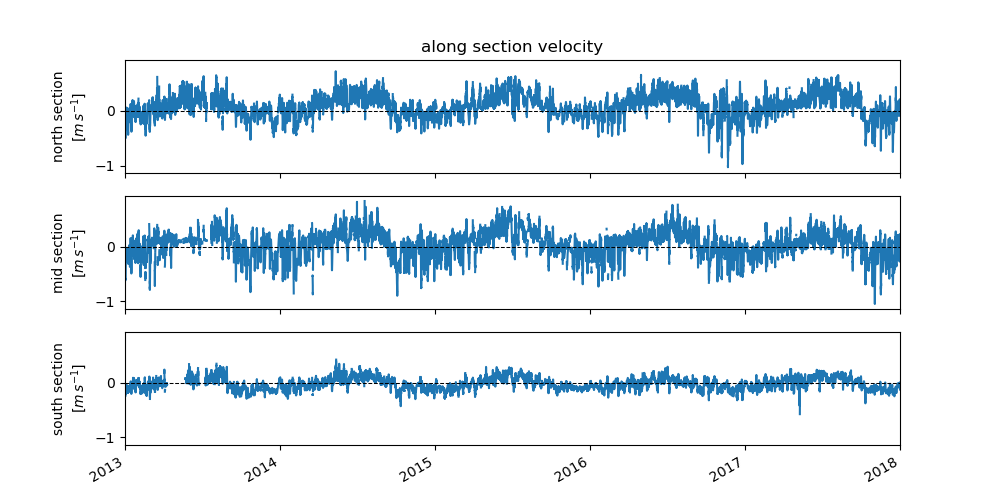 along section velocity
north section
[m s⁻¹]
0
−1
mid section
[m s⁻¹]
0
−1
south section
[m s⁻¹]
0
−1
2013
2014
2015
2016
2017
2018